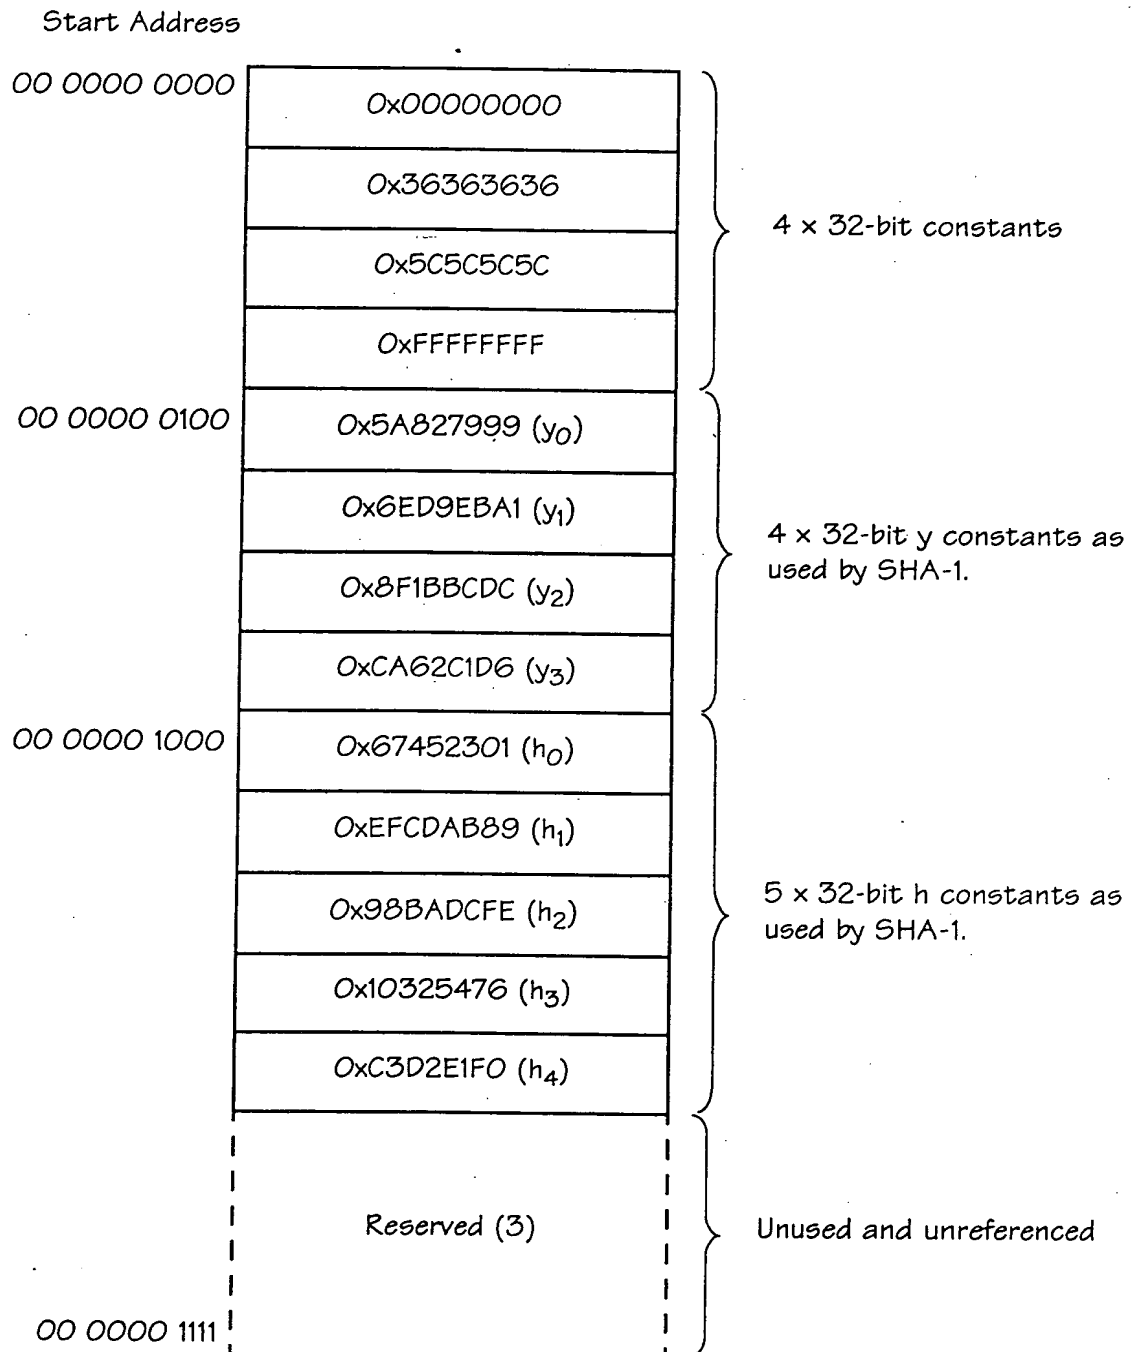 Start Address
00 0000 0000
0x00000000
0x36363636
4 x 32-bit constants
0x5C5C5C5C
0xFFFFFFFF
00 0000 0100
0x5A827999 (y0)
0x6ED9EBA1 (y1)
4 x 32-bit y constants as
used by SHA-1.
0x8F1BBCDC (y2)
0xCA62C1D6 (y3)
00 0000 1000
0x67452301 (h0)
0xEFCDAB89 (h1)
0x98BADCFE (h2)
5 x 32-bit h constants as
used by SHA-1.
0x10325476 (h3)
0xC3D2E1F0 (h4)
Reserved (3)
Unused and unreferenced
00 0000 1111